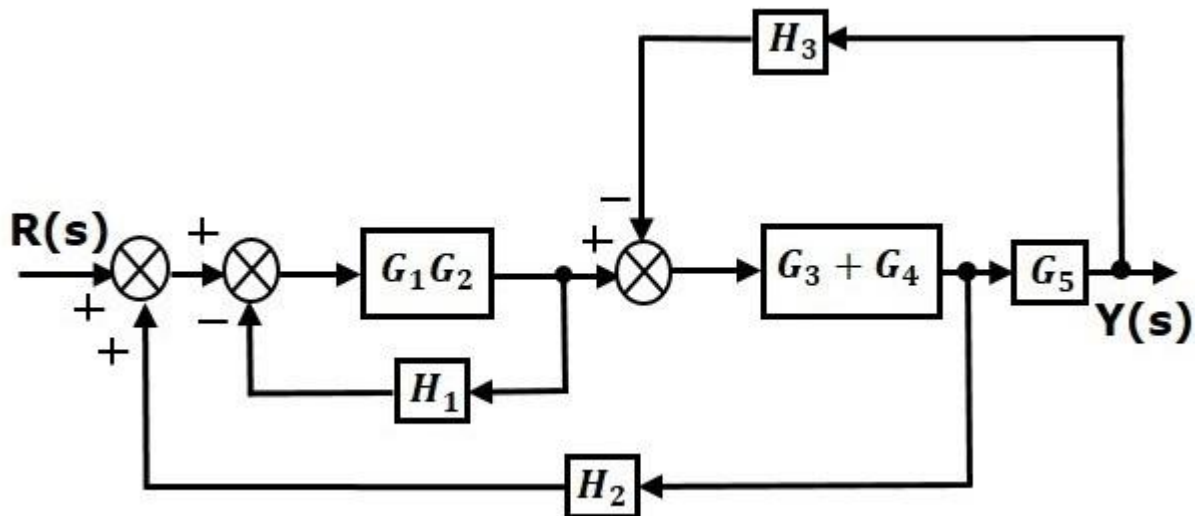 H₃
−
R(s)
+
+
G₁G₂
+
G₃ + G₄
G₅
+
−
Y(s)
+
H₁
H₂